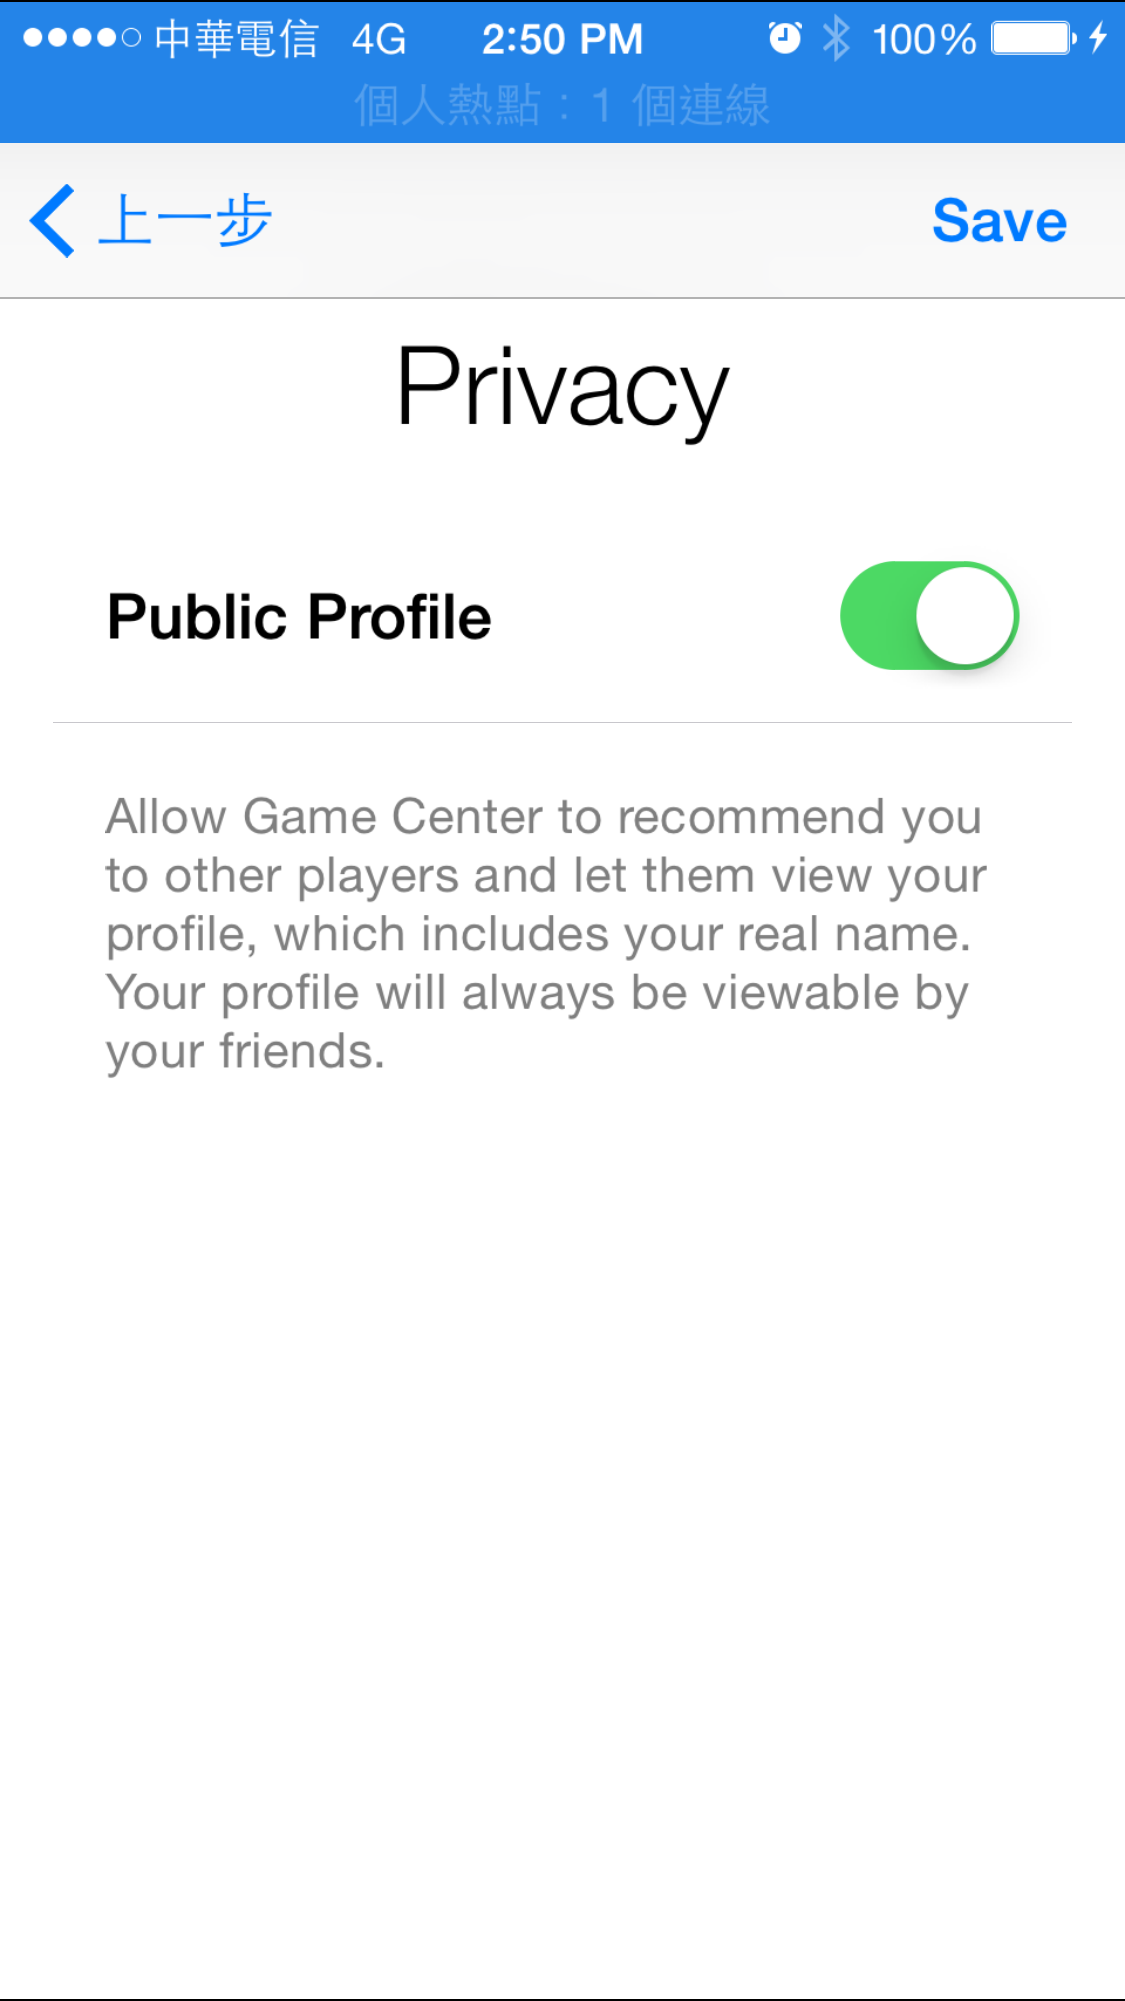 中華電信 4G 2:50 PM 100%
個人熱點：1 個連線
上一步 Save
Privacy
Public Profile
Allow Game Center to recommend you
to other players and let them view your
profile, which includes your real name.
Your profile will always be viewable by
your friends.